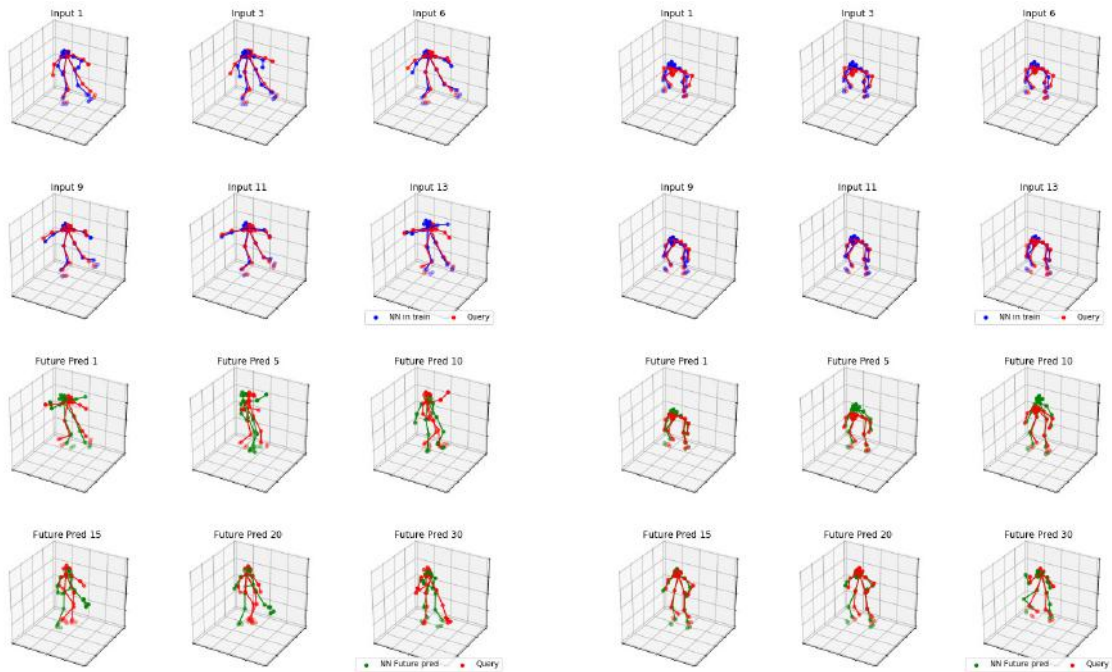 Input 1 Input 3 Input 6 Input 1 Input 3 Input 6
Input 9 Input 11 Input 13 Input 9 Input 11 Input 13
NN in train Query NN in train Query
Future Pred 1 Future Pred 5 Future Pred 10 Future Pred 1 Future Pred 5 Future Pred 10
Future Pred 15 Future Pred 20 Future Pred 30 Future Pred 15 Future Pred 20 Future Pred 30
NN Future pred Query NN Future pred Query